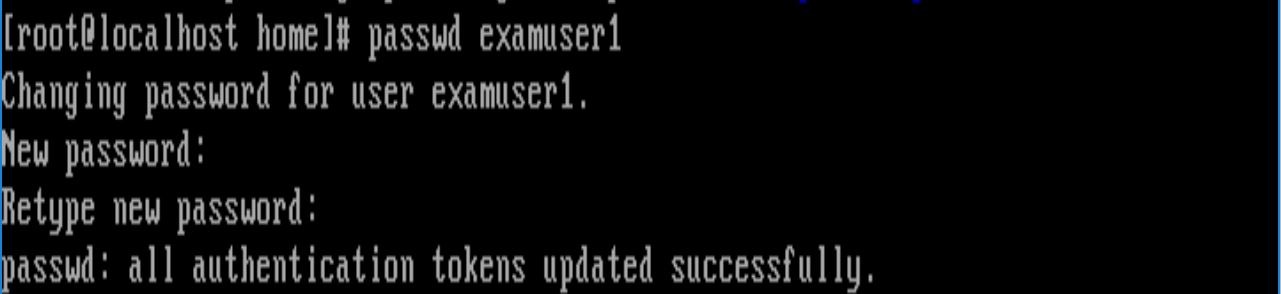 [root@localhost home]# passwd examuser1
Changing password for user examuser1.
New password:
Retype new password:
passwd: all authentication tokens updated successfully.